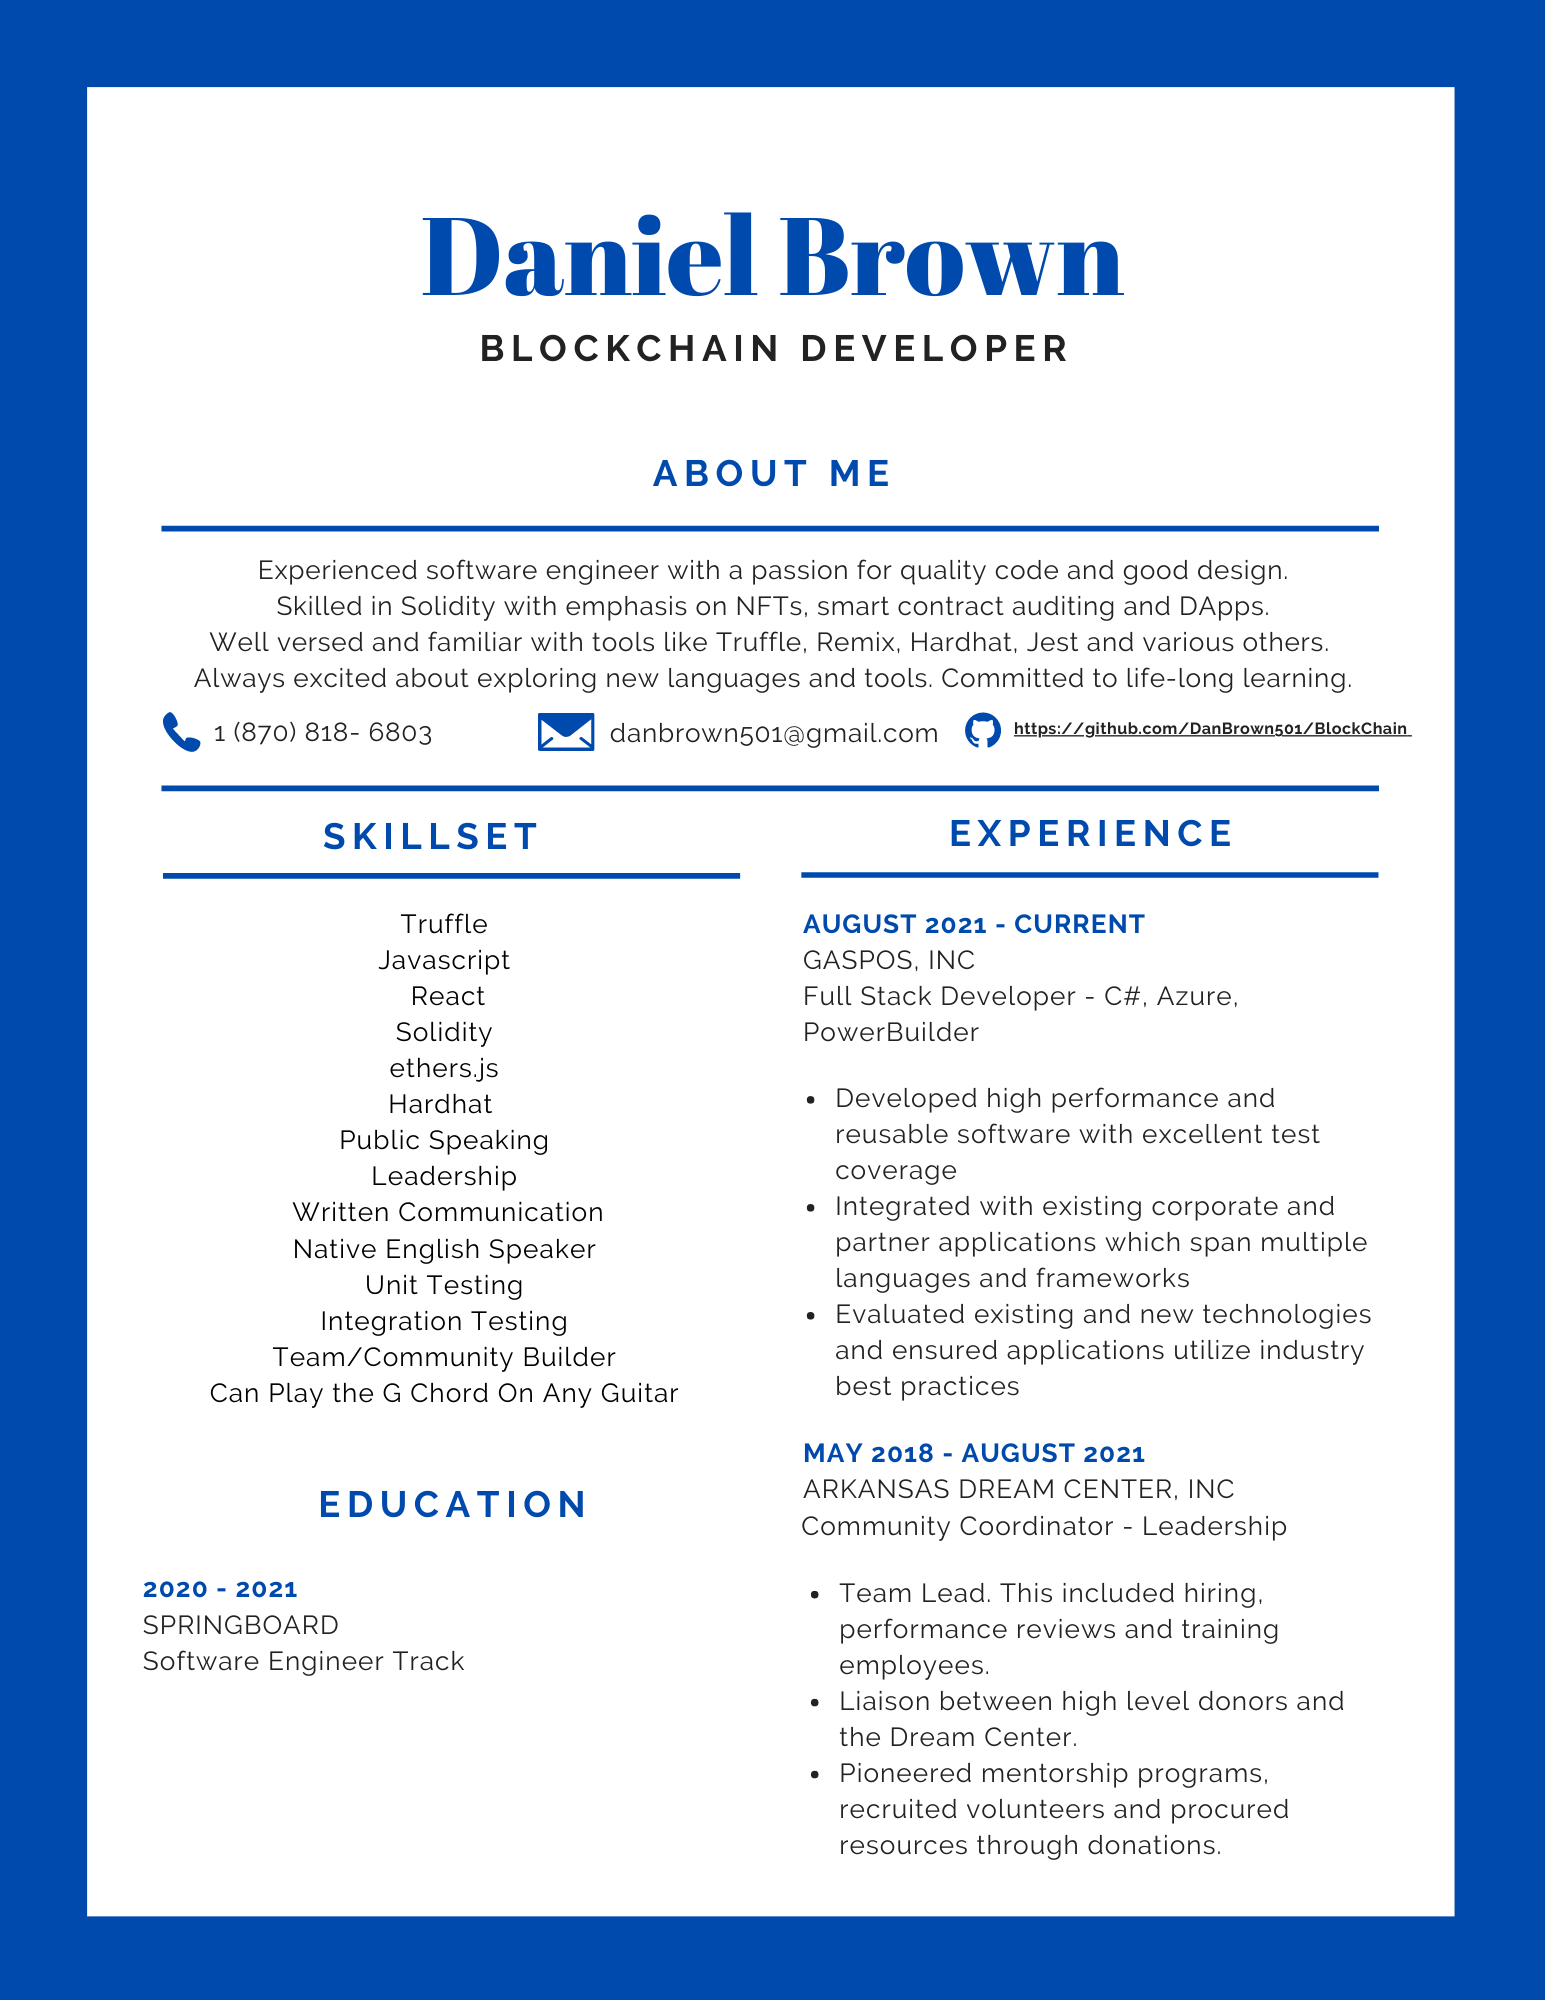 Daniel Brown
BLOCKCHAIN DEVELOPER
ABOUT ME
Experienced software engineer with a passion for quality code and good design.
Skilled in Solidity with emphasis on NFTs, smart contract auditing and DApps.
Well versed and familiar with tools like Truffle, Remix, Hardhat, Jest and various others.
Always excited about exploring new languages and tools. Committed to life-long learning.
1 (870) 818- 6803
danbrown501@gmail.com
https://github.com/DanBrown501/BlockChain
SKILLSET
Truffle
Javascript
React
Solidity
ethers.js
Hardhat
Public Speaking
Leadership
Written Communication
Native English Speaker
Unit Testing
Integration Testing
Team/Community Builder
Can Play the G Chord On Any Guitar
EDUCATION
2020 - 2021
SPRINGBOARD
Software Engineer Track
EXPERIENCE
AUGUST 2021 - CURRENT
GASPOS, INC
Full Stack Developer - C#, Azure,
PowerBuilder
• Developed high performance and
reusable software with excellent test
coverage
• Integrated with existing corporate and
partner applications which span multiple
languages and frameworks
• Evaluated existing and new technologies
and ensured applications utilize industry
best practices
MAY 2018 - AUGUST 2021
ARKANSAS DREAM CENTER, INC
Community Coordinator - Leadership
• Team Lead. This included hiring,
performance reviews and training
employees.
• Liaison between high level donors and
the Dream Center.
• Pioneered mentorship programs,
recruited volunteers and procured
resources through donations.